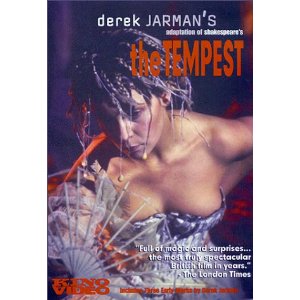 derek JARMAN'S
adaptation of shakespeare's
the TEMPEST
"Full of magic and surprises...
the most truly spectacular
British film in years."
- The London Times
KINO
VIDEO
Including Three Early Works by Derek Jarman